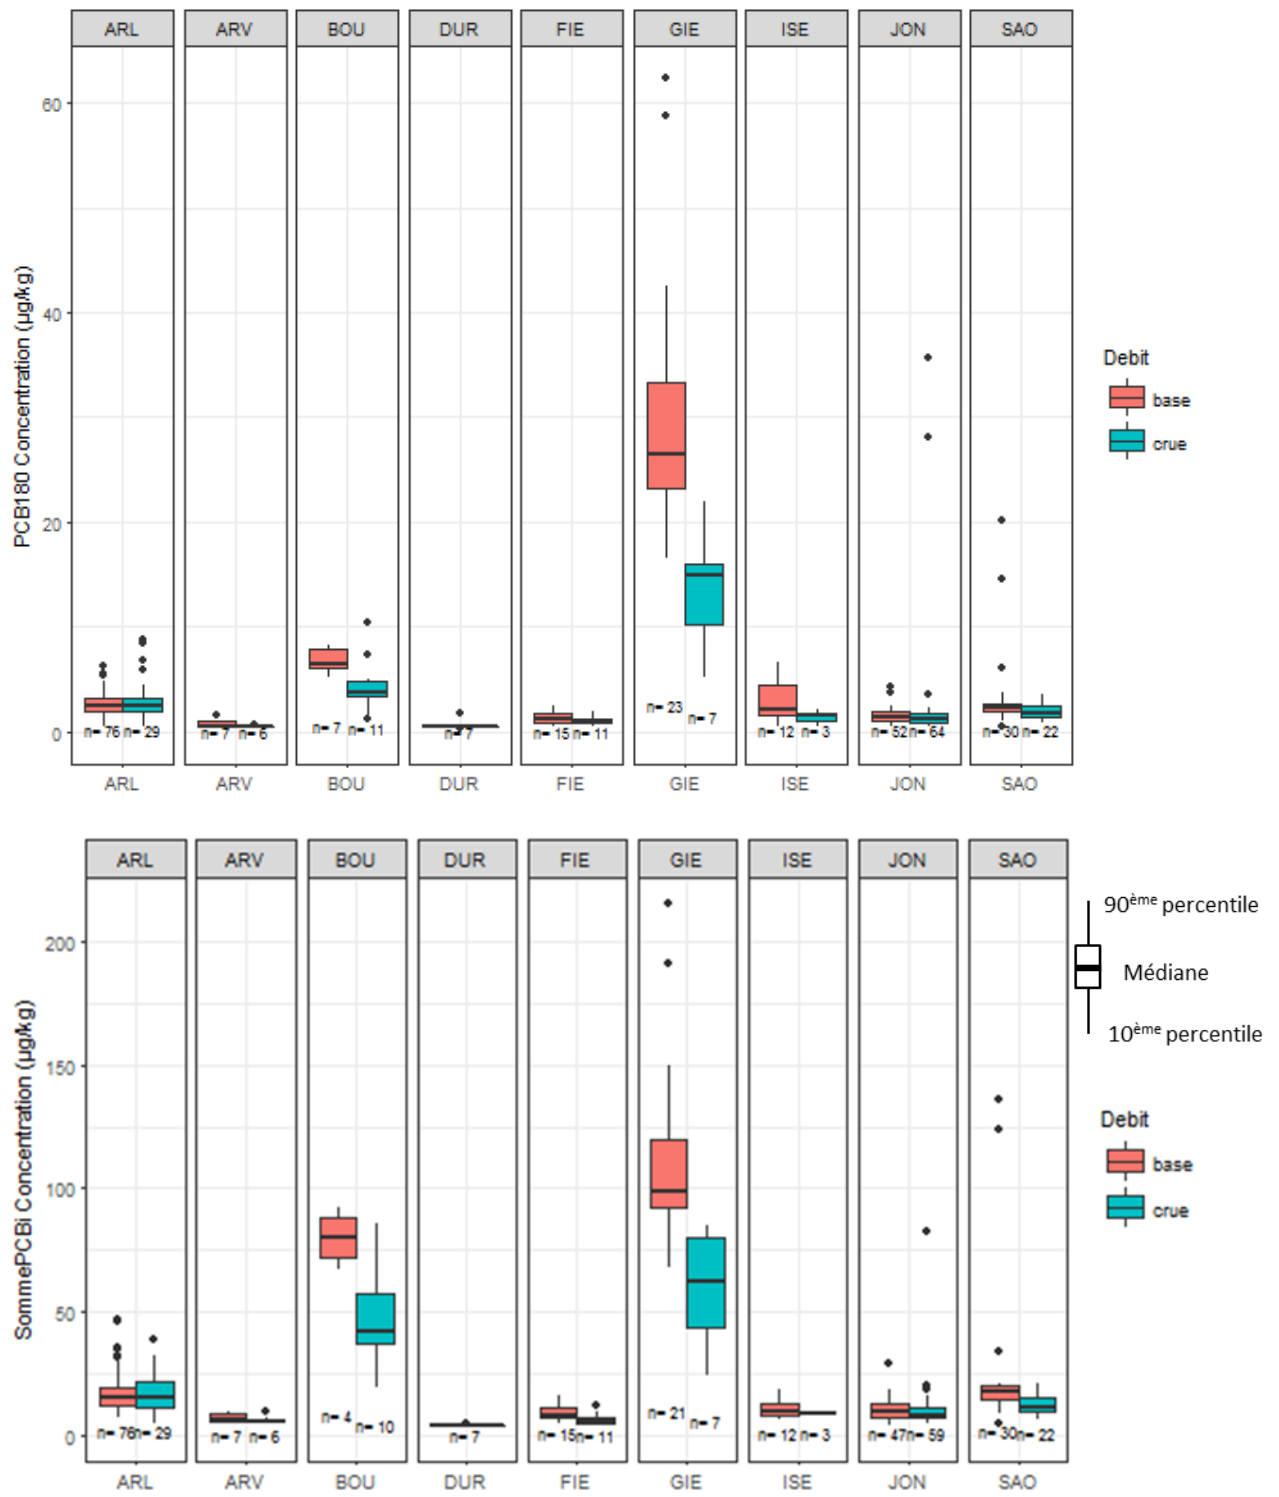 ARL ARV BOU DUR FIE GIE ISE JON SAO
PCB180 Concentration (µg/kg)
60
40
20
0
n= 76 n= 29 n= 7 n= 6 n= 7 n= 11 n= 7 n= 15 n= 11 n= 23 n= 7 n= 12 n= 3 n= 52 n= 64 n= 30 n= 22
ARL ARV BOU DUR FIE GIE ISE JON SAO
Debit
base
crue
ARL ARV BOU DUR FIE GIE ISE JON SAO
SommePCBi Concentration (µg/kg)
200
150
100
50
0
n= 76 n= 29 n= 7 n= 6 n= 4 n= 10 n= 7 n= 15 n= 11 n= 21 n= 7 n= 12 n= 3 n= 47 n= 59 n= 30 n= 22
ARL ARV BOU DUR FIE GIE ISE JON SAO
90ème percentile
Médiane
10ème percentile
Debit
base
crue